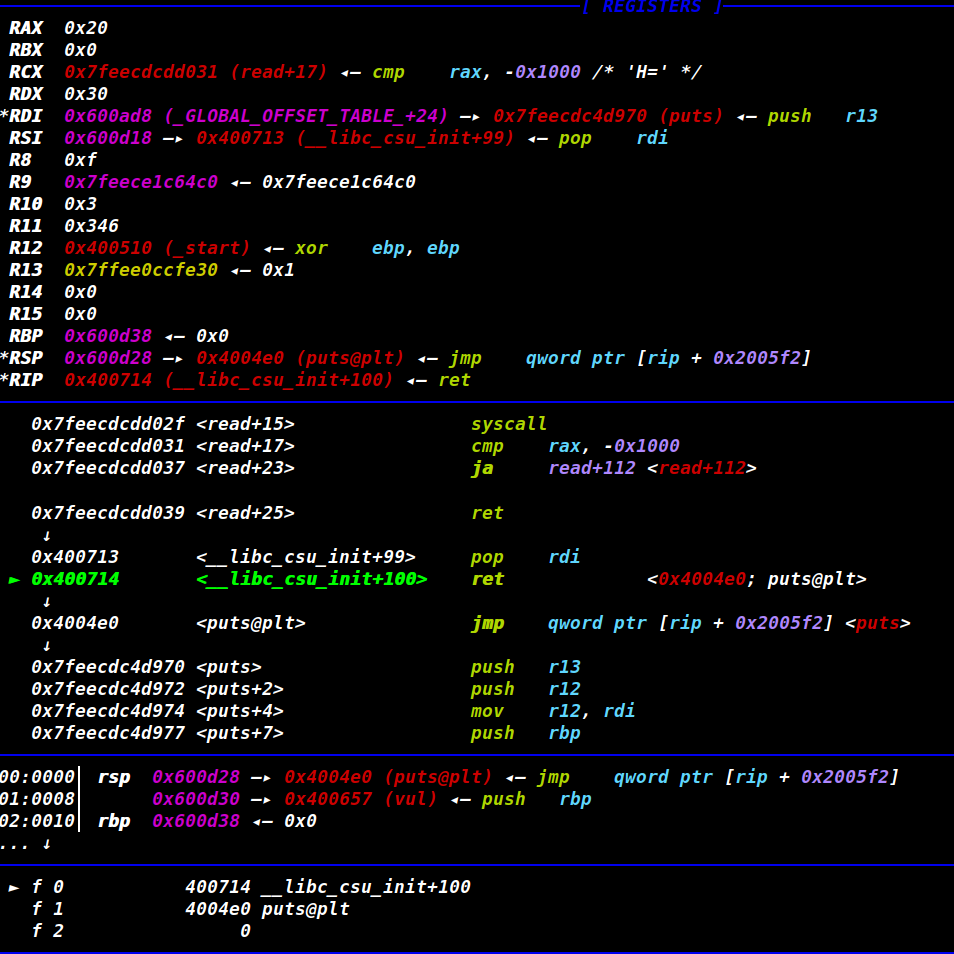 [ REGISTERS ]
RAX 0x20
RBX 0x0
RCX 0x7feecdcdd031 (read+17) ◂— cmp rax, -0x1000 /* 'H=' */
RDX 0x30
*RDI 0x600ad8 (_GLOBAL_OFFSET_TABLE_+24) —▸ 0x7feecdc4d970 (puts) ◂— push r13
RSI 0x600d18 —▸ 0x400713 (__libc_csu_init+99) ◂— pop rdi
R8 0xf
R9 0x7feece1c64c0 ◂— 0x7feece1c64c0
R10 0x3
R11 0x346
R12 0x400510 (_start) ◂— xor ebp, ebp
R13 0x7ffee0ccfe30 ◂— 0x1
R14 0x0
R15 0x0
RBP 0x600d38 ◂— 0x0
*RSP 0x600d28 —▸ 0x4004e0 (puts@plt) ◂— jmp qword ptr [rip + 0x2005f2]
*RIP 0x400714 (__libc_csu_init+100) ◂— ret
0x7feecdcdd02f <read+15> syscall
0x7feecdcdd031 <read+17> cmp rax, -0x1000
0x7feecdcdd037 <read+23> ja read+112 <read+112>
0x7feecdcdd039 <read+25> ret
↓
0x400713 <__libc_csu_init+99> pop rdi
► 0x400714 <__libc_csu_init+100> ret <0x4004e0; puts@plt>
↓
0x4004e0 <puts@plt> jmp qword ptr [rip + 0x2005f2] <puts>
↓
0x7feecdc4d970 <puts> push r13
0x7feecdc4d972 <puts+2> push r12
0x7feecdc4d974 <puts+4> mov r12, rdi
0x7feecdc4d977 <puts+7> push rbp
00:0000│ rsp 0x600d28 —▸ 0x4004e0 (puts@plt) ◂— jmp qword ptr [rip + 0x2005f2]
01:0008│ 0x600d30 —▸ 0x400657 (vul) ◂— push rbp
02:0010│ rbp 0x600d38 ◂— 0x0
... ↓
► f 0 400714 __libc_csu_init+100
f 1 4004e0 puts@plt
f 2 0